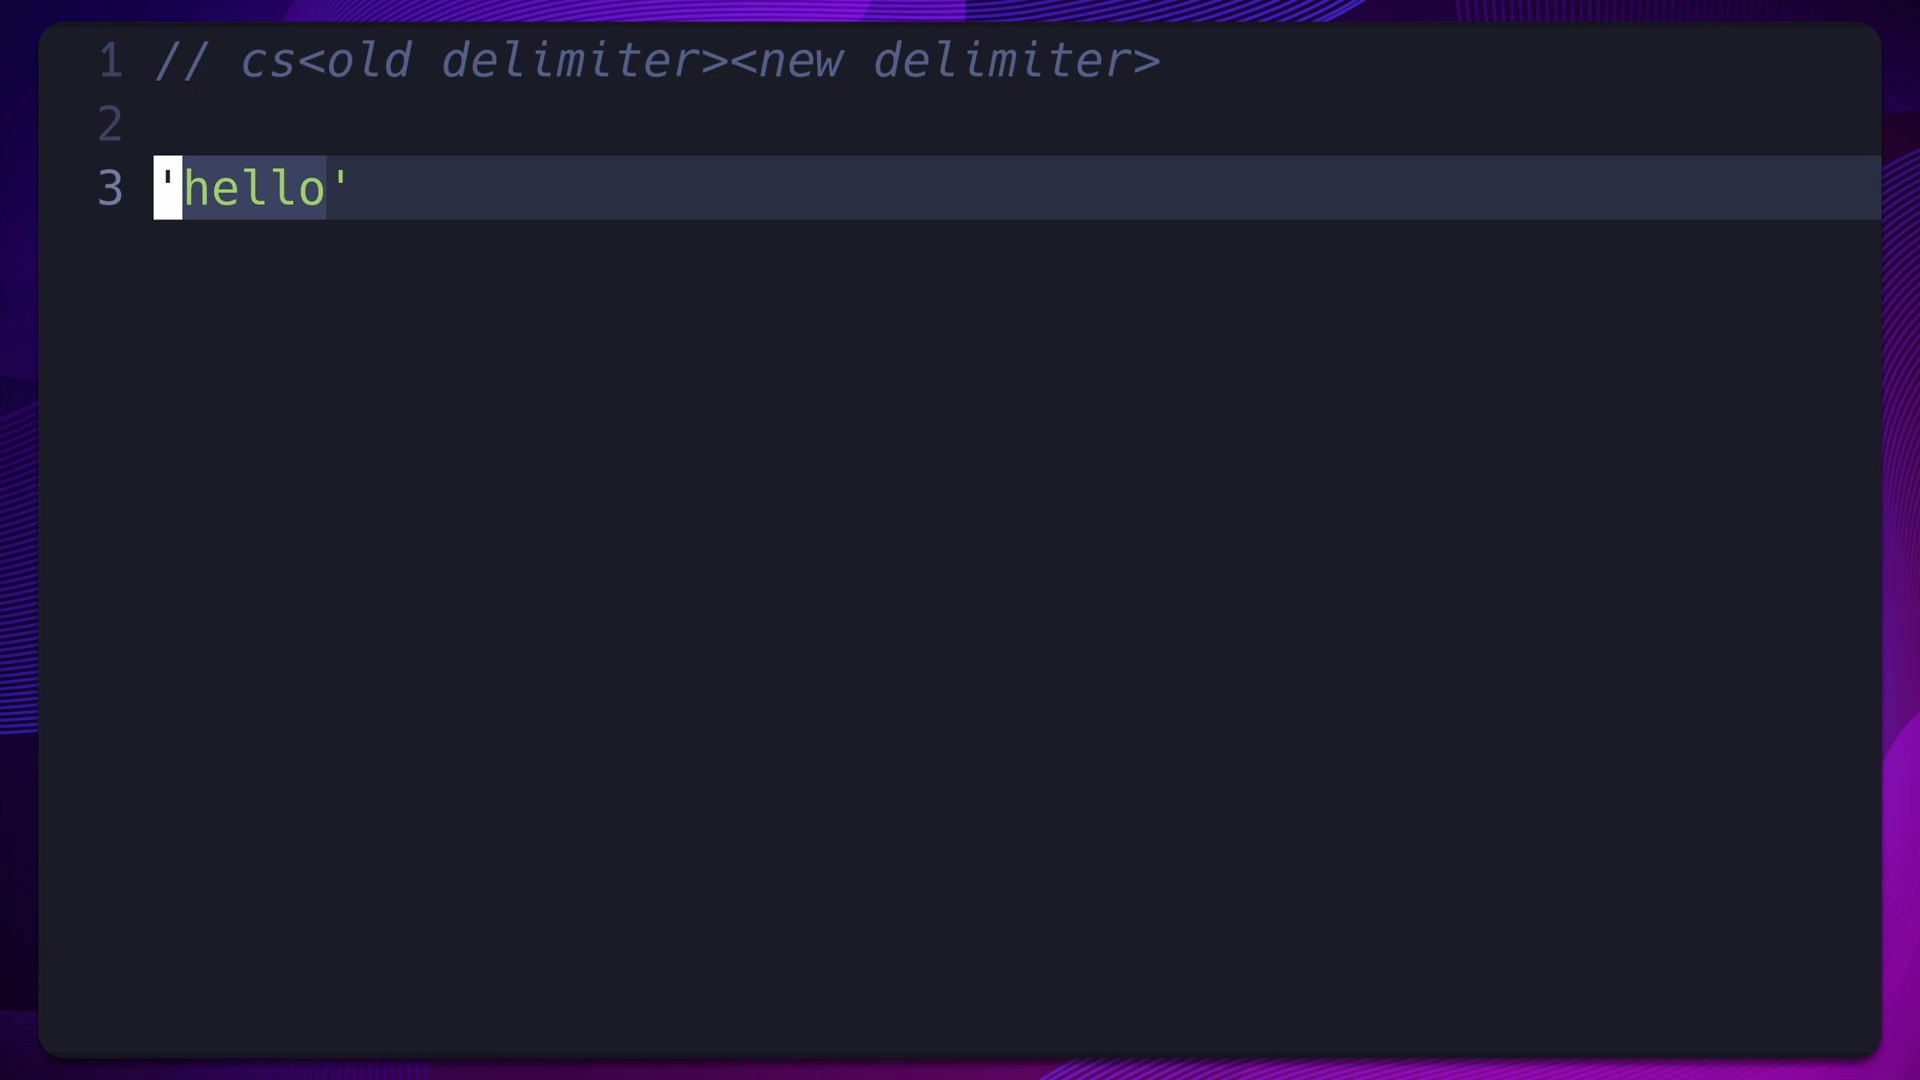 1 // cs<old delimiter><new delimiter>
2
3 'hello'